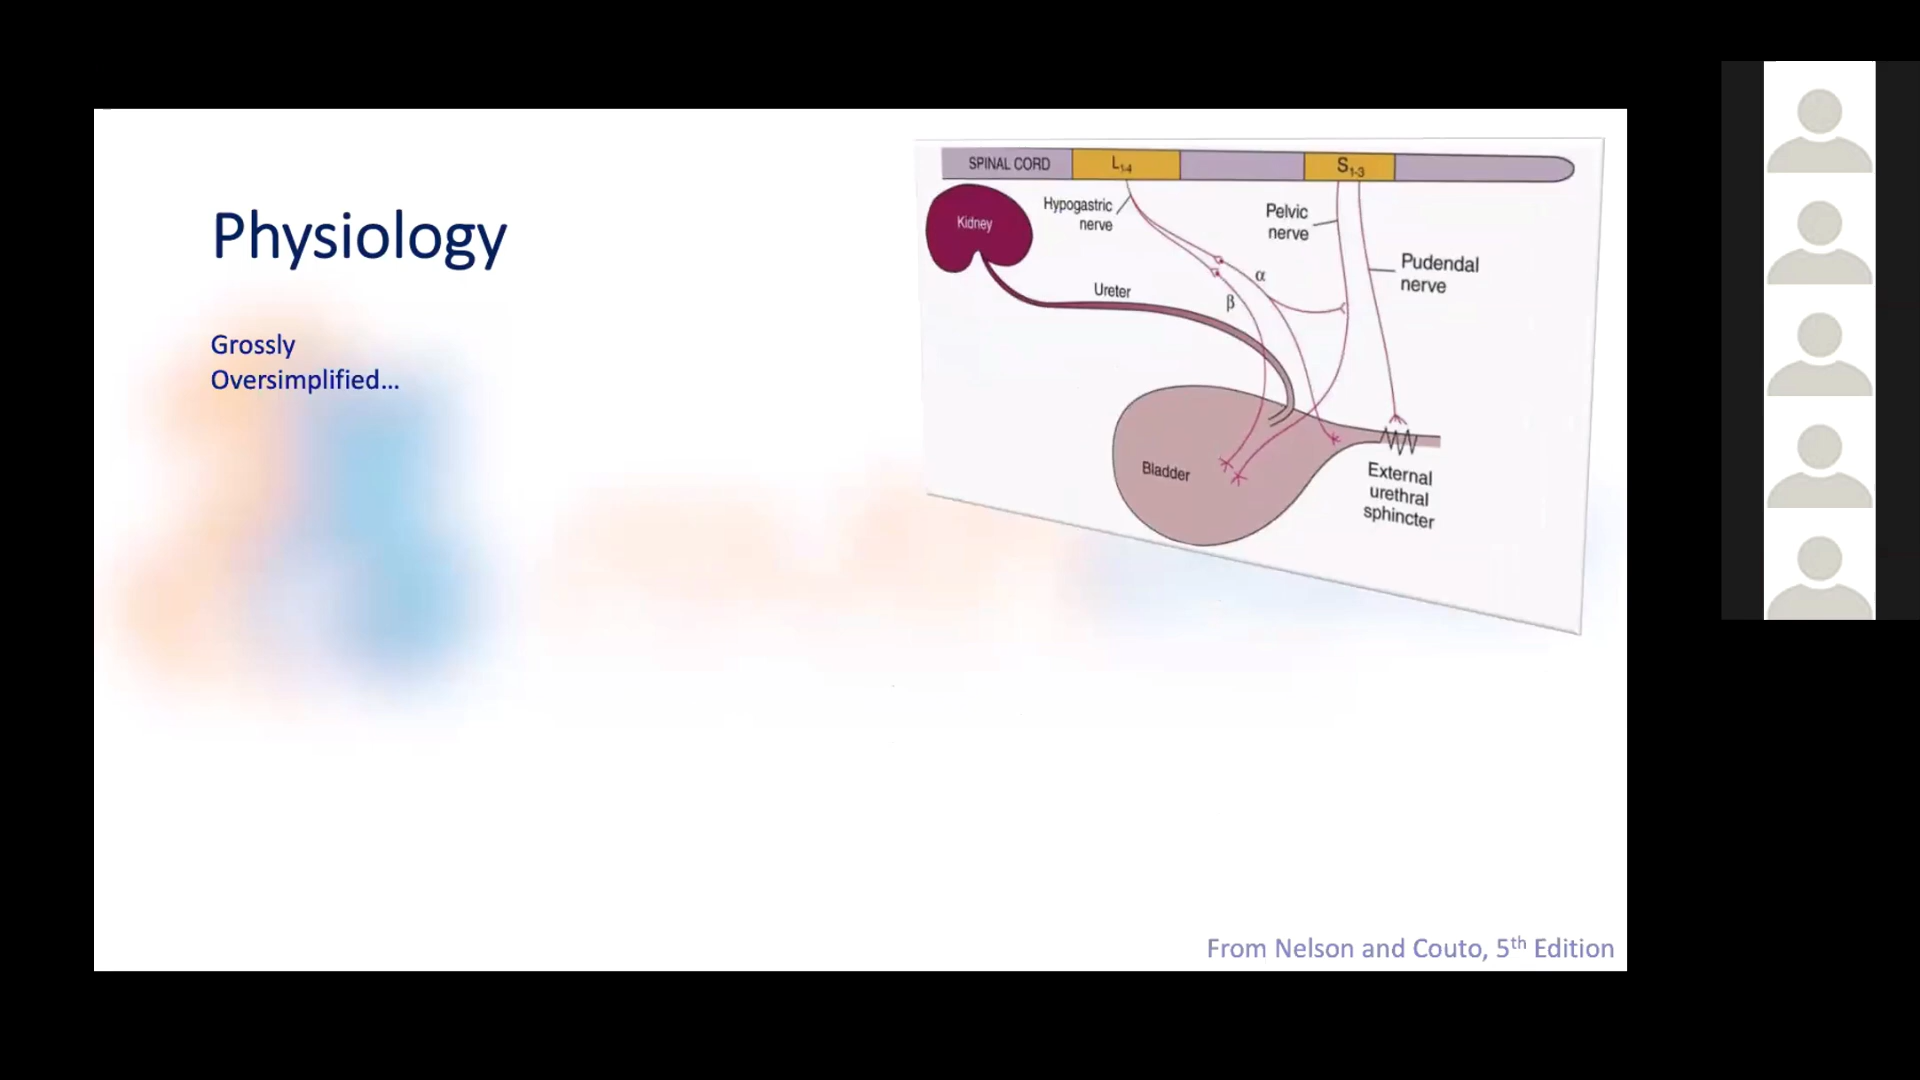 Physiology
Grossly
Oversimplified...
SPINAL CORD
L1-4
S1-3
Kidney
Hypogastric
nerve
Pelvic
nerve
Pudendal
nerve
α
β
Ureter
Bladder
External
urethral
sphincter
From Nelson and Couto, 5th Edition